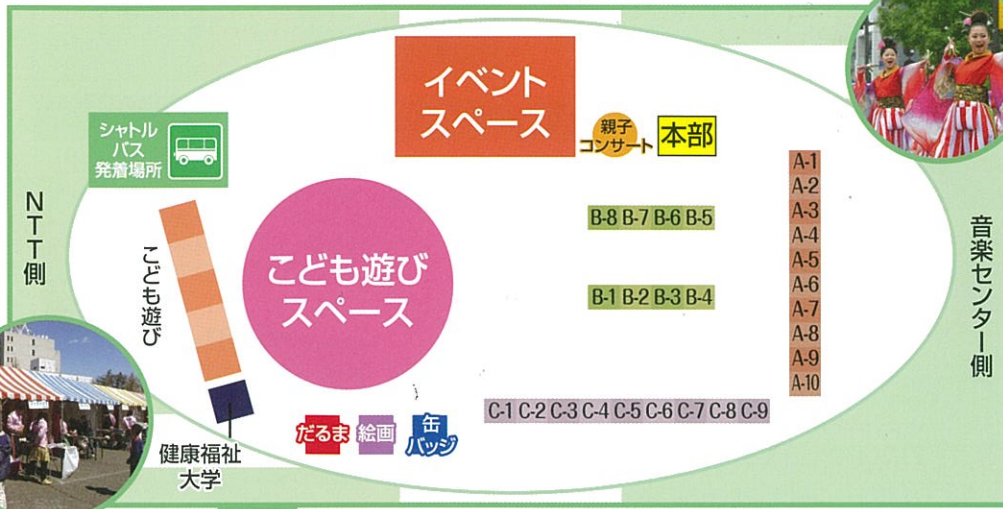 イベント
スペース
シャトル
バス
発着場所
親子
コンサート
本部
NTT側
こども遊び
こども遊び
スペース
B-8 B-7 B-6 B-5
B-1 B-2 B-3 B-4
A-1
A-2
A-3
A-4
A-5
A-6
A-7
A-8
A-9
A-10
音楽センター側
C-1 C-2 C-3 C-4 C-5 C-6 C-7 C-8 C-9
だるま
絵画
缶
バッジ
健康福祉
大学